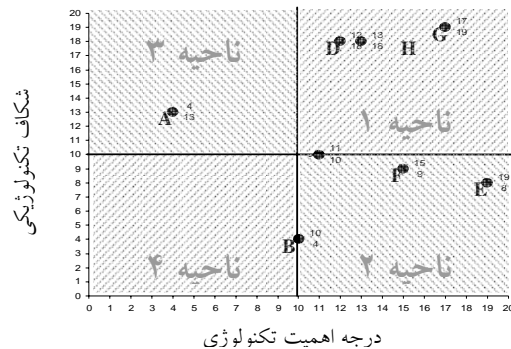 شکاف تکنولوژیکی
20
19
18
17
16
15
14
13
12
11
10
9
8
7
6
5
4
3
2
1
0
ناحیه ۳
A
4
13
D
12
18
13
18
H
G
17
19
ناحیه ۱
11
10
F
15
9
E
19
8
B
10
4
ناحیه ۴
ناحیه ۲
0 1 2 3 4 5 6 7 8 9 10 11 12 13 14 15 16 17 18 19 20
درجه اهمیت تکنولوژی